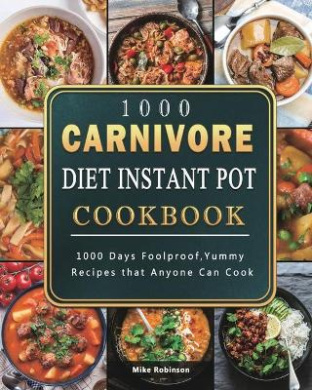 1000
CARNIVORE
DIET INSTANT POT
COOKBOOK
1000 Days Foolproof,Yummy
Recipes that Anyone Can Cook
Mike Robinson